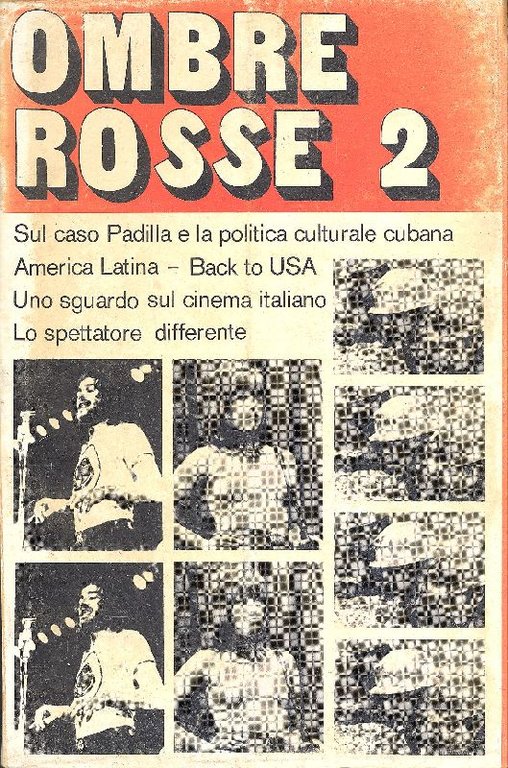 OMBRE
ROSSE 2
Sul caso Padilla e la politica culturale cubana
America Latina – Back to USA
Uno sguardo sul cinema italiano
Lo spettatore differente